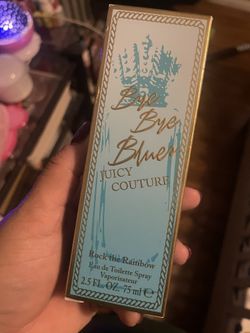 Bye
Bye
Blues
JUICY
COUTURE
Rock the Rainbow
Eau de Toilette Spray
Vaporisateur
2.5 FL. OZ. 75 ml ℮